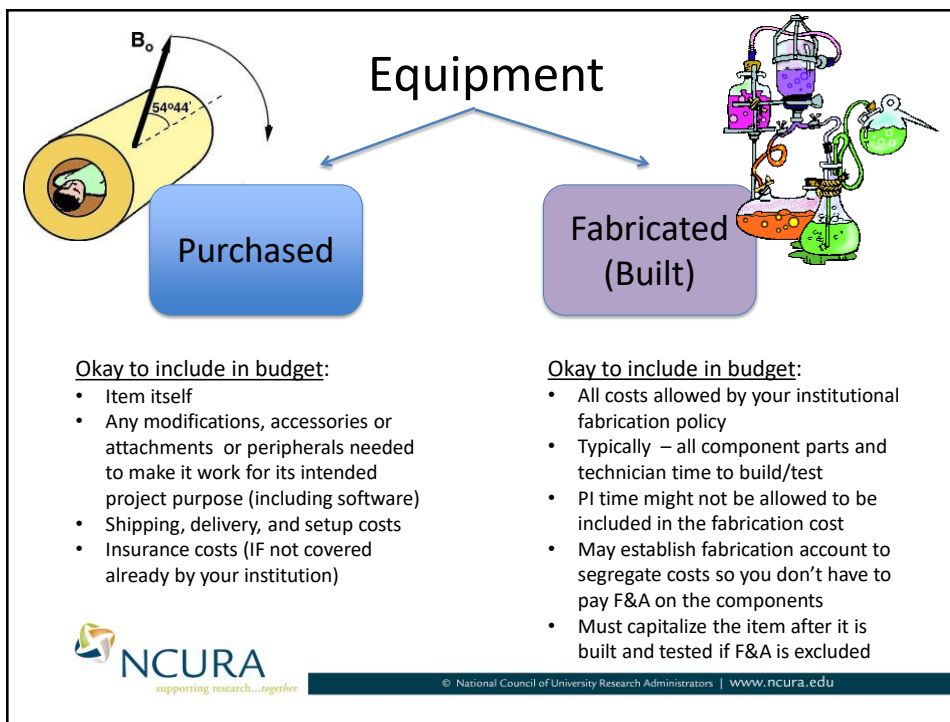 Bo
54o44'
Equipment
Purchased
Fabricated
(Built)
Okay to include in budget:
• Item itself
• Any modifications, accessories or
attachments or peripherals needed
to make it work for its intended
project purpose (including software)
• Shipping, delivery, and setup costs
• Insurance costs (IF not covered
already by your institution)
Okay to include in budget:
• All costs allowed by your institutional
fabrication policy
• Typically – all component parts and
technician time to build/test
• PI time might not be allowed to be
included in the fabrication cost
• May establish fabrication account to
segregate costs so you don't have to
pay F&A on the components
• Must capitalize the item after it is
built and tested if F&A is excluded
NCURA
supporting research...together
© National Council of University Research Administrators | www.ncura.edu